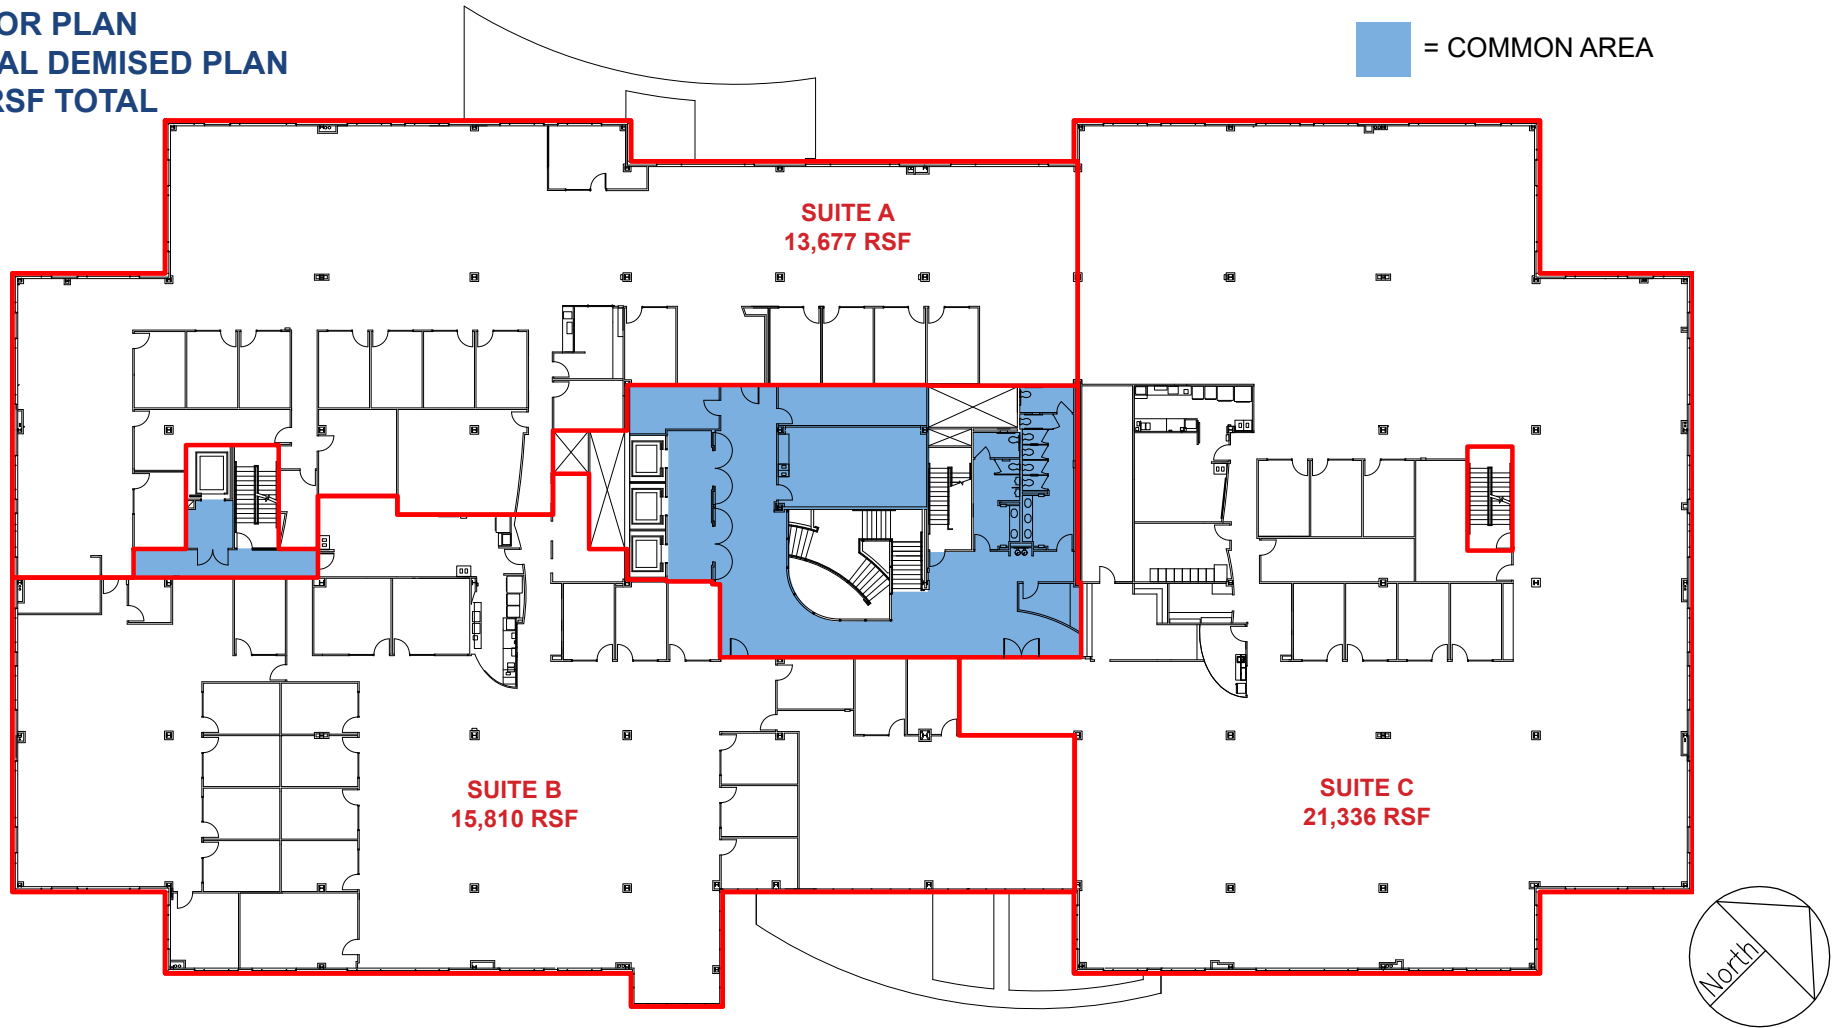 OR PLAN
AL DEMISED PLAN
RSF TOTAL
= COMMON AREA
SUITE A
13,677 RSF
SUITE B
15,810 RSF
SUITE C
21,336 RSF
North